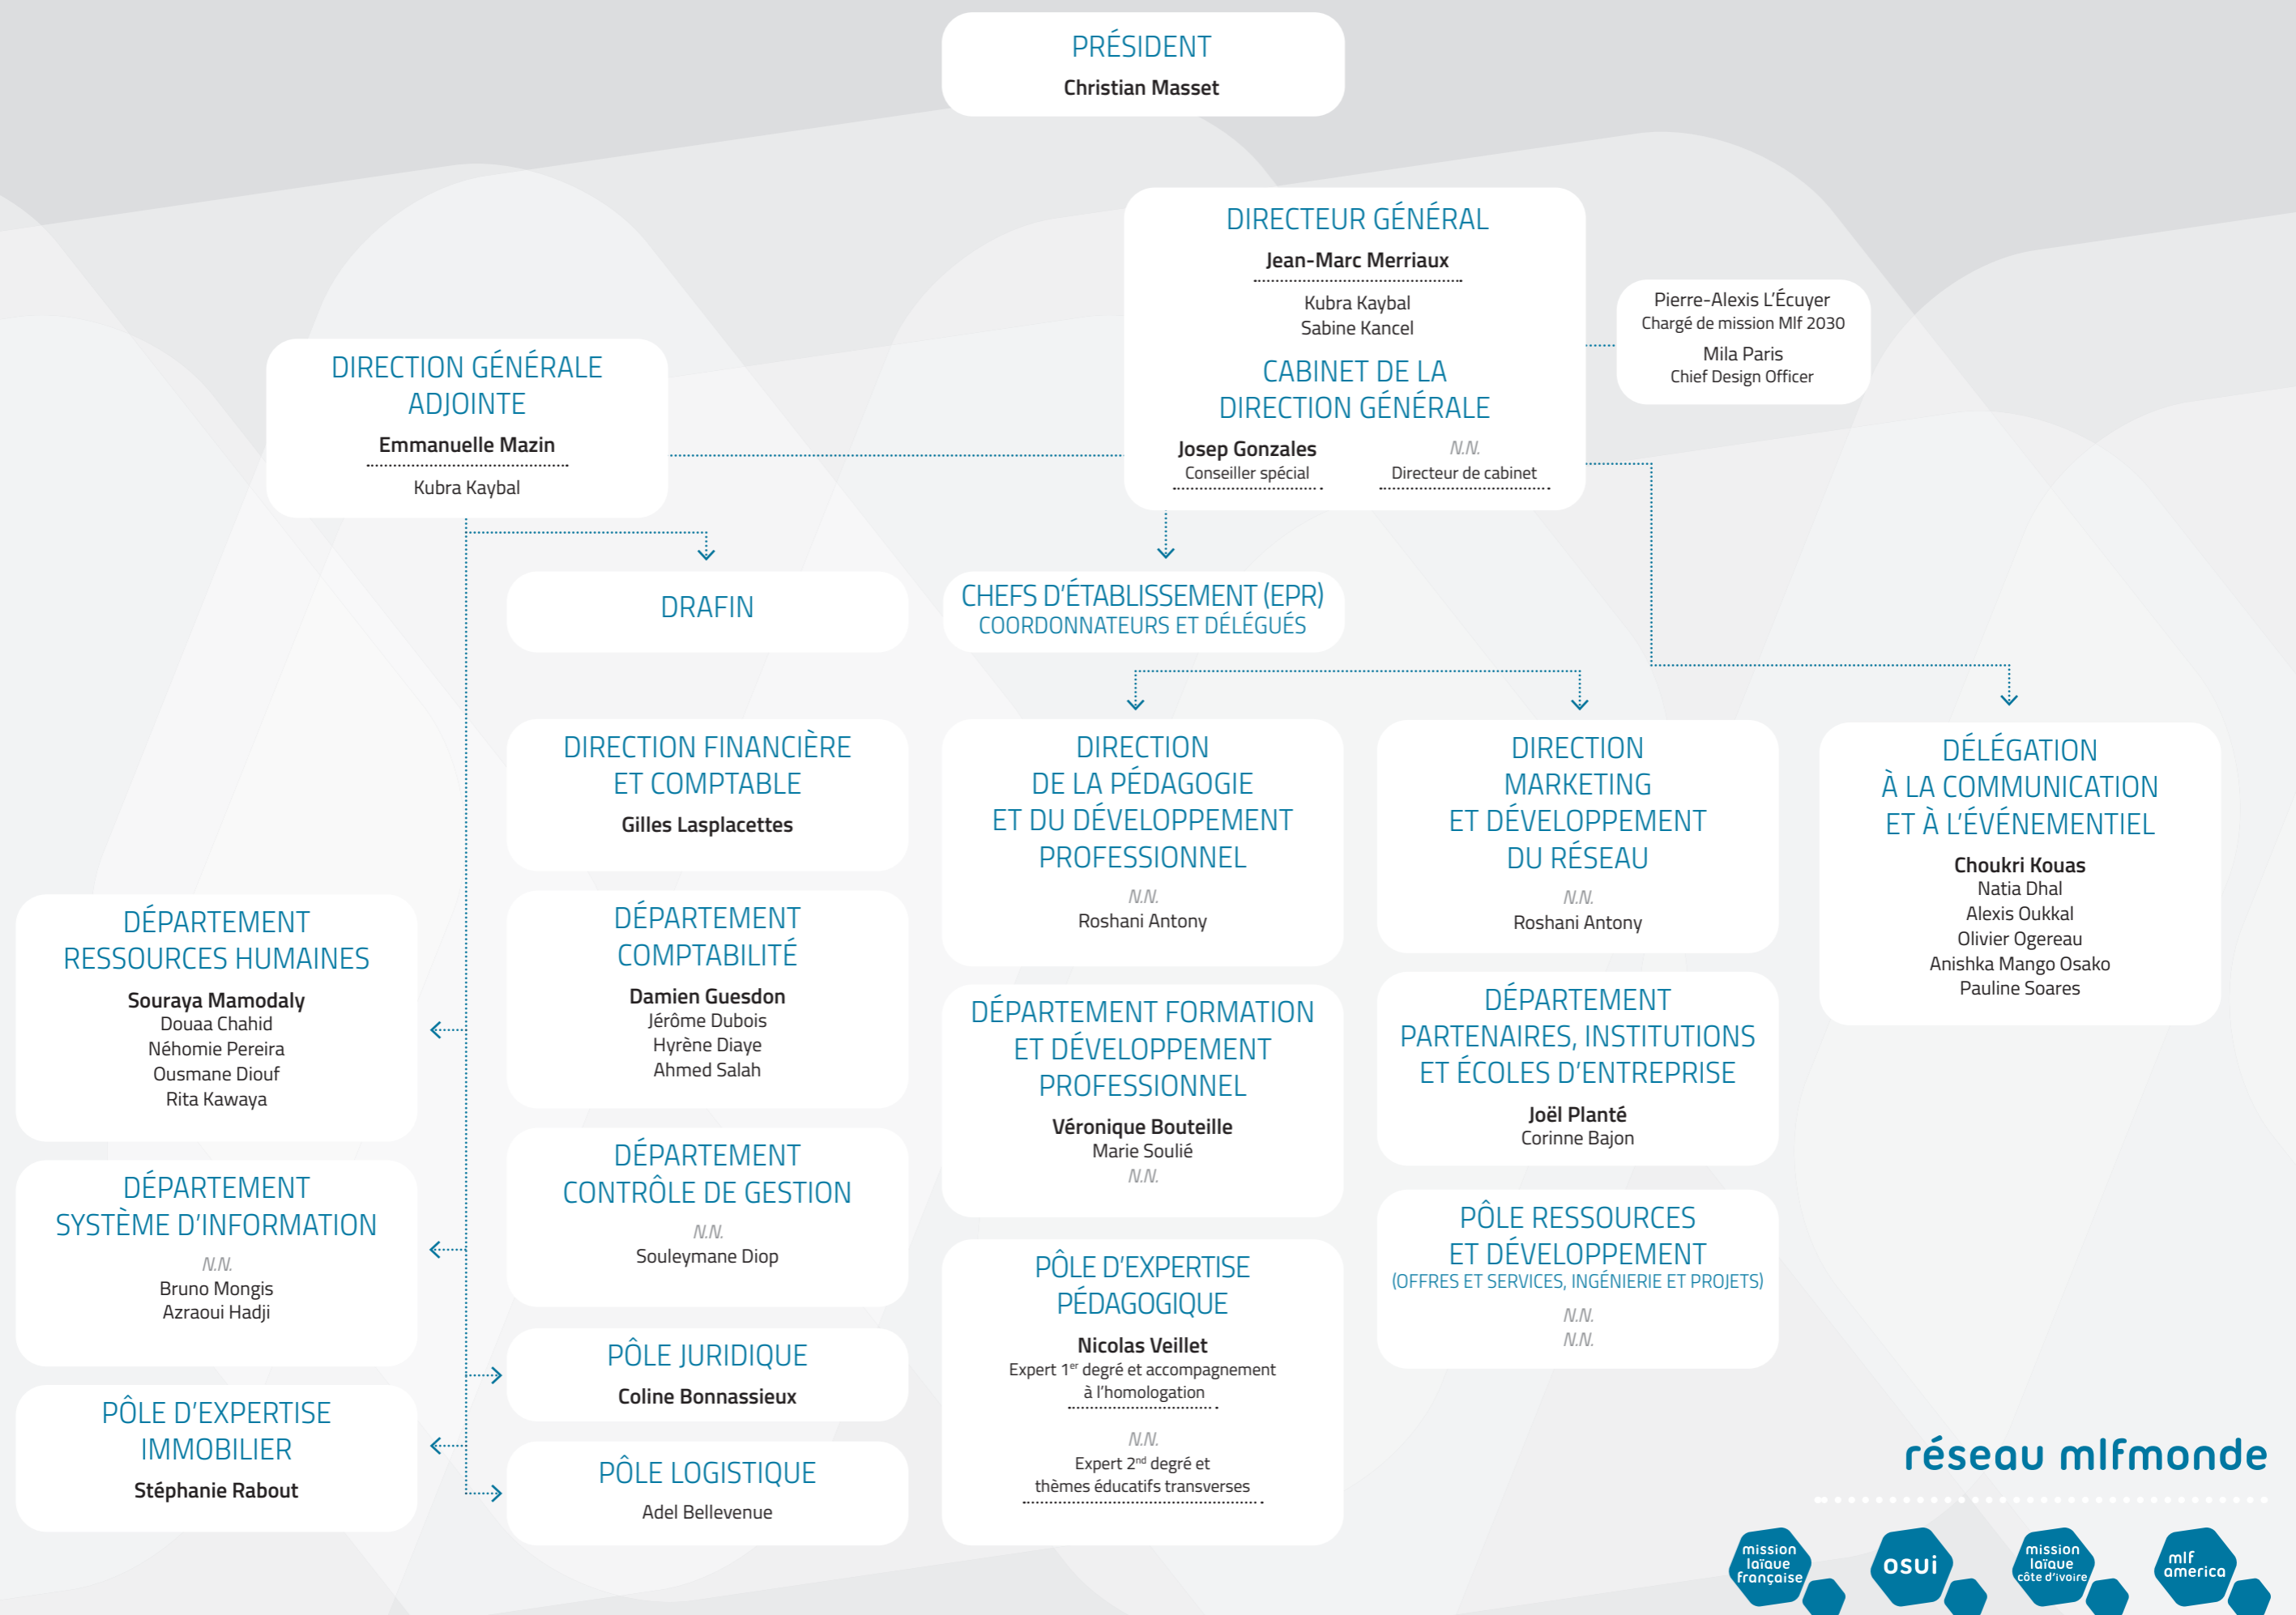 PRÉSIDENT
Christian Masset
DIRECTEUR GÉNÉRAL
Jean-Marc Merriaux
Kubra Kaybal
Sabine Kancel
CABINET DE LA
DIRECTION GÉNÉRALE
Josep Gonzales
Conseiller spécial
N.N.
Directeur de cabinet
Pierre-Alexis L’Écuyer
Chargé de mission Mlf 2030
Mila Paris
Chief Design Officer
DIRECTION GÉNÉRALE
ADJOINTE
Emmanuelle Mazin
Kubra Kaybal
DRAFIN
CHEFS D’ÉTABLISSEMENT (EPR)
COORDONNATEURS ET DÉLÉGUÉS
DÉPARTEMENT
RESSOURCES HUMAINES
Souraya Mamodaly
Douaa Chahid
Néhomie Pereira
Ousmane Diouf
Rita Kawaya
DÉPARTEMENT
SYSTÈME D’INFORMATION
N.N.
Bruno Mongis
Azraoui Hadji
PÔLE D’EXPERTISE
IMMOBILIER
Stéphanie Rabout
DIRECTION FINANCIÈRE
ET COMPTABLE
Gilles Lasplacettes
DÉPARTEMENT
COMPTABILITÉ
Damien Guesdon
Jérôme Dubois
Hyrène Diaye
Ahmed Salah
DÉPARTEMENT
CONTRÔLE DE GESTION
N.N.
Souleymane Diop
PÔLE JURIDIQUE
Coline Bonnassieux
PÔLE LOGISTIQUE
Adel Bellevenue
DIRECTION
DE LA PÉDAGOGIE
ET DU DÉVELOPPEMENT
PROFESSIONNEL
N.N.
Roshani Antony
DÉPARTEMENT FORMATION
ET DÉVELOPPEMENT
PROFESSIONNEL
Véronique Bouteille
Marie Soulié
N.N.
PÔLE D’EXPERTISE
PÉDAGOGIQUE
Nicolas Veillet
Expert 1er degré et accompagnement
à l’homologation
N.N.
Expert 2nd degré et
thèmes éducatifs transverses
DIRECTION
MARKETING
ET DÉVELOPPEMENT
DU RÉSEAU
N.N.
Roshani Antony
DÉPARTEMENT
PARTENAIRES, INSTITUTIONS
ET ÉCOLES D’ENTREPRISE
Joël Planté
Corinne Bajon
PÔLE RESSOURCES
ET DÉVELOPPEMENT
(OFFRES ET SERVICES, INGÉNIERIE ET PROJETS)
N.N.
N.N.
DÉLÉGATION
À LA COMMUNICATION
ET À L’ÉVÉNEMENTIEL
Choukri Kouas
Natia Dhal
Alexis Oukkal
Olivier Ogereau
Anishka Mango Osako
Pauline Soares
réseau mlfmonde
mission
laïque
française
osui
mission
laïque
côte d’ivoire
mlf
america